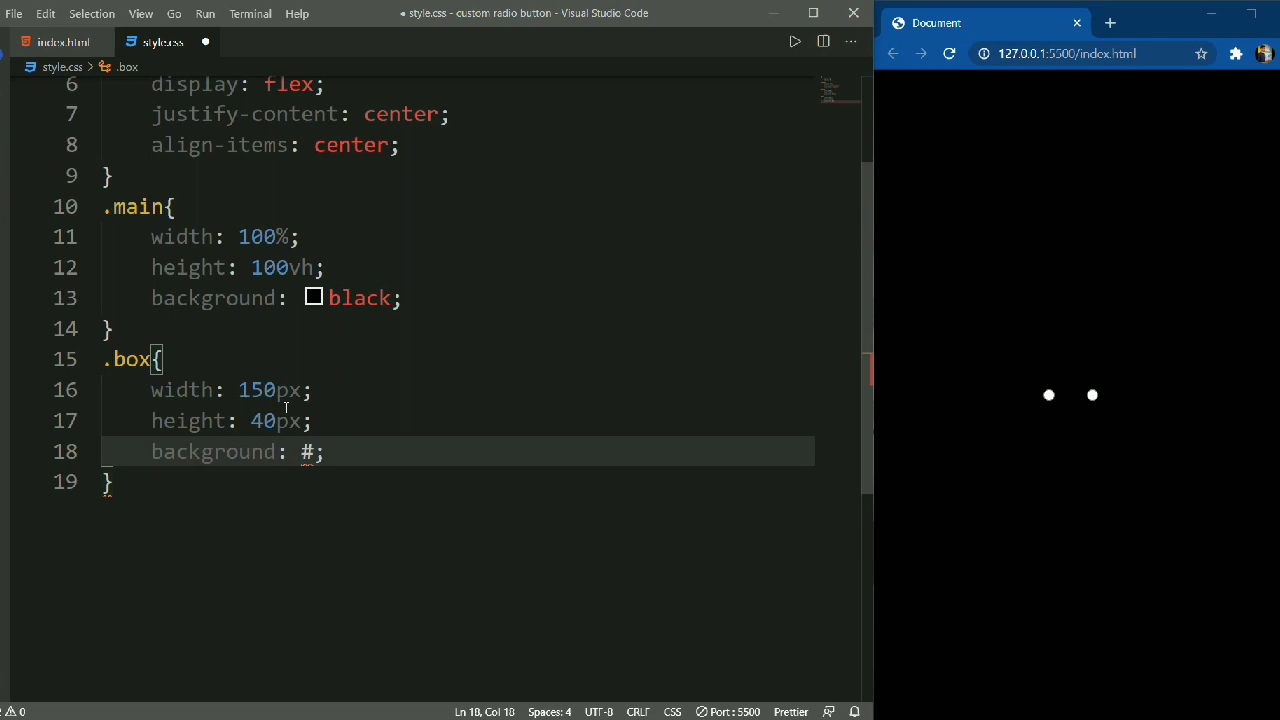 File Edit Selection View Go Run Terminal Help ● style.css - custom radio button - Visual Studio Code
index.html style.css
style.css > .box
6 display: flex;
7 justify-content: center;
8 align-items: center;
9 }
10 .main{
11 width: 100%;
12 height: 100vh;
13 background: black;
14 }
15 .box{
16 width: 150px;
17 height: 40px;
18 background: #;
19 }
0 Ln 18, Col 18 Spaces: 4 UTF-8 CRLF CSS Port : 5500 Prettier
Document
127.0.0.1:5500/index.html